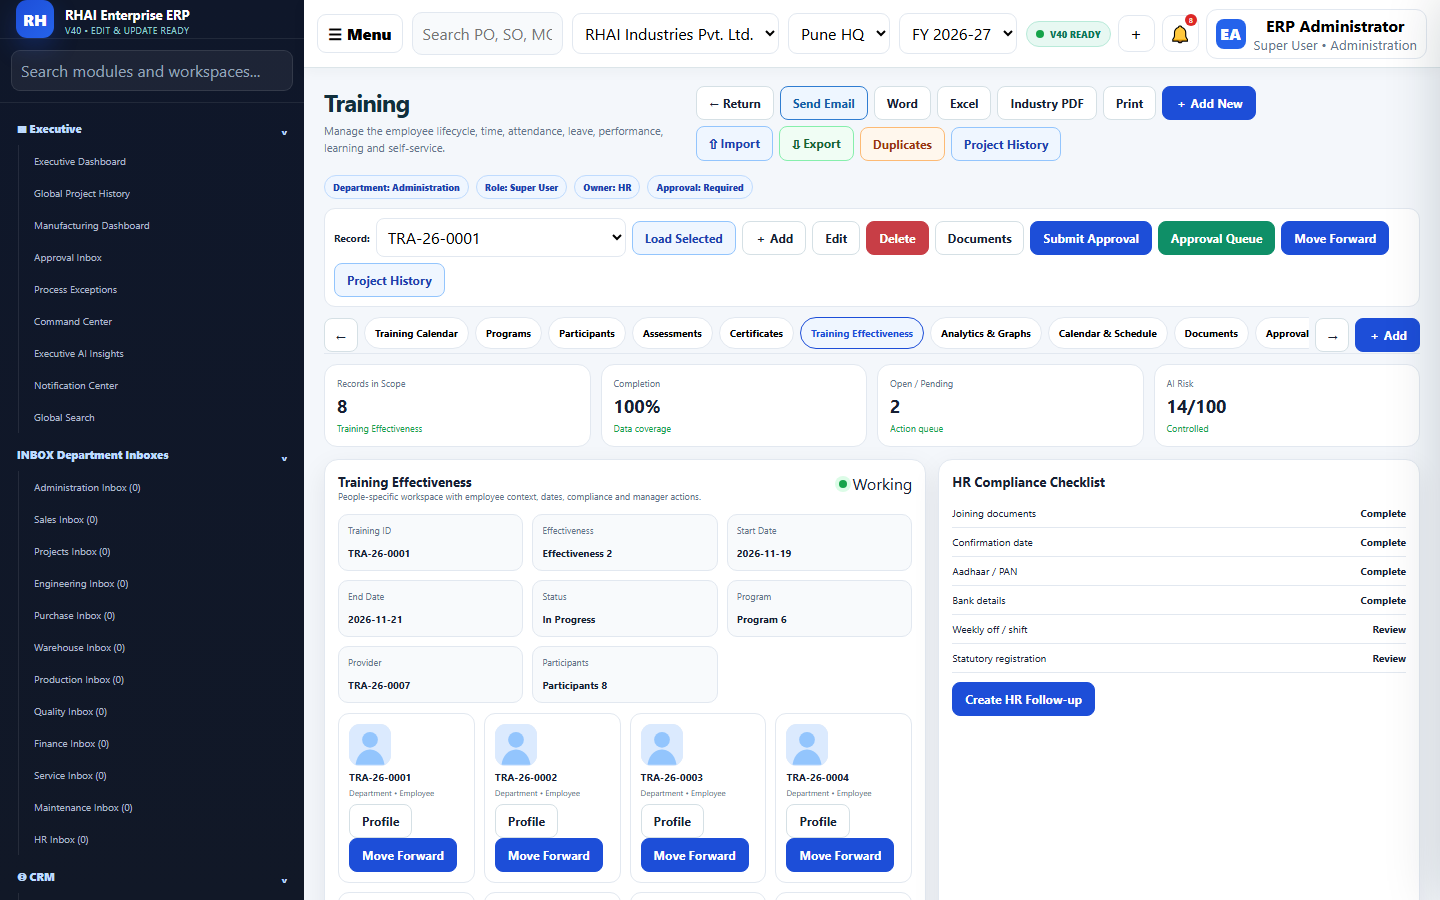 RH
RHAI Enterprise ERP
V40 • EDIT & UPDATE READY
Search modules and workspaces...
Executive
Executive Dashboard
Global Project History
Manufacturing Dashboard
Approval Inbox
Process Exceptions
Command Center
Executive AI Insights
Notification Center
Global Search
INBOX Department Inboxes
Administration Inbox (0)
Sales Inbox (0)
Projects Inbox (0)
Engineering Inbox (0)
Purchase Inbox (0)
Warehouse Inbox (0)
Production Inbox (0)
Quality Inbox (0)
Finance Inbox (0)
Service Inbox (0)
Maintenance Inbox (0)
HR Inbox (0)
CRM
☰ Menu
Search PO, SO, MO
RHAI Industries Pvt. Ltd.
Pune HQ
FY 2026-27
V40 READY
+
8
EA
ERP Administrator
Super User • Administration
Training
Manage the employee lifecycle, time, attendance, leave, performance,
learning and self-service.
← Return
Send Email
Word
Excel
Industry PDF
Print
+ Add New
⇧ Import
⇩ Export
Duplicates
Project History
Department: Administration
Role: Super User
Owner: HR
Approval: Required
Record:
TRA-26-0001
Load Selected
+ Add
Edit
Delete
Documents
Submit Approval
Approval Queue
Move Forward
Project History
←
Training Calendar
Programs
Participants
Assessments
Certificates
Training Effectiveness
Analytics & Graphs
Calendar & Schedule
Documents
Approval
→
+ Add
Records in Scope
8
Training Effectiveness
Completion
100%
Data coverage
Open / Pending
2
Action queue
AI Risk
14/100
Controlled
Training Effectiveness
People-specific workspace with employee context, dates, compliance and manager actions.
Working
Training ID
TRA-26-0001
Effectiveness
Effectiveness 2
Start Date
2026-11-19
End Date
2026-11-21
Status
In Progress
Program
Program 6
Provider
TRA-26-0007
Participants
Participants 8
TRA-26-0001
Department • Employee
Profile
Move Forward
TRA-26-0002
Department • Employee
Profile
Move Forward
TRA-26-0003
Department • Employee
Profile
Move Forward
TRA-26-0004
Department • Employee
Profile
Move Forward
HR Compliance Checklist
Joining documents Complete
Confirmation date Complete
Aadhaar / PAN Complete
Bank details Complete
Weekly off / shift Review
Statutory registration Review
Create HR Follow-up